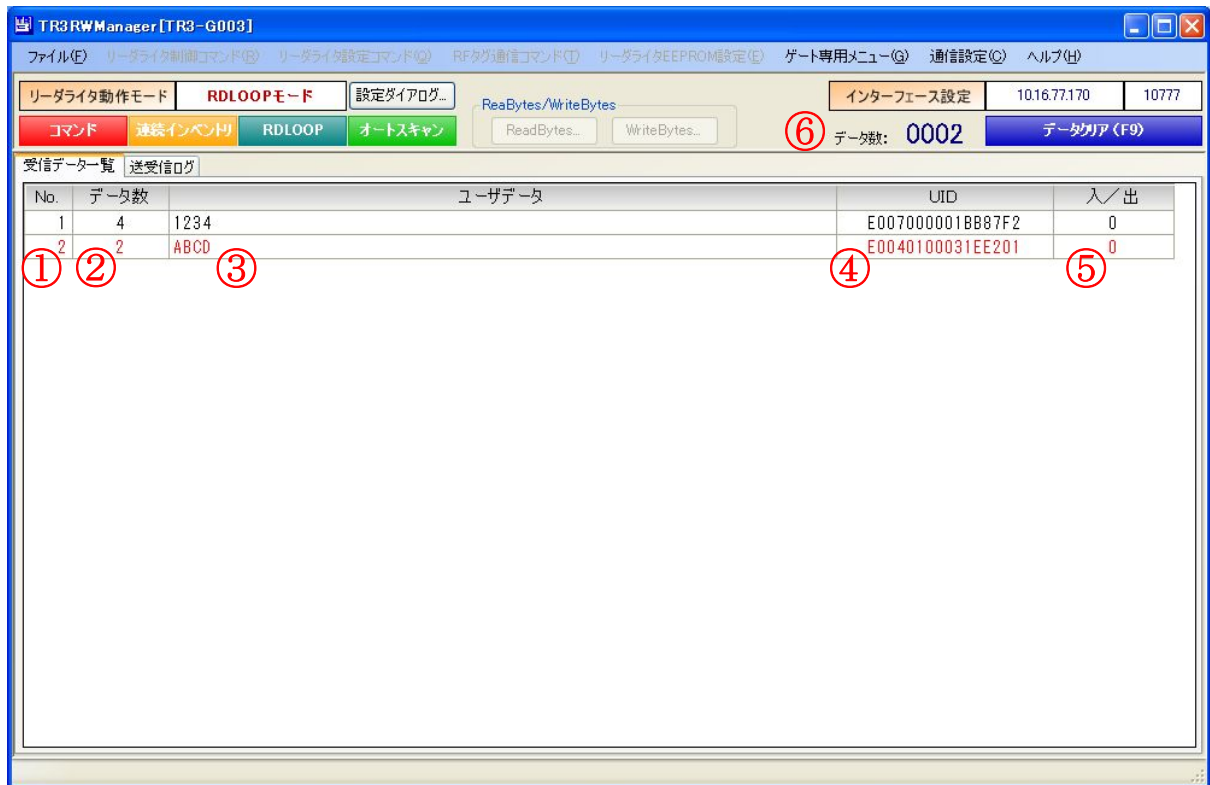 TR3RWManager[TR3-G003]
ファイル(F) リーダライタ制御コマンド(R) リーダライタ設定コマンド(Q) RFタグ通信コマンド(T) リーダライタEEPROM設定(E) ゲート専用メニュー(G) 通信設定(C) ヘルプ(H)
リーダライタ動作モード RDLOOPモード 設定ダイアログ... ReaBytes/WriteBytes インターフェース設定 10.16.77.170 10777
コマンド 連続インベントリ RDLOOP オートスキャン ReadBytes... WriteBytes... ⑥ データ数: 0002 データクリア(F9)
受信データ一覧 送受信ログ
No. データ数 ユーザデータ UID 入/出
1 4 1234 E007000001BB87F2 0
2 2 ABCD E0040100031EE201 0
① ② ③ ④ ⑤